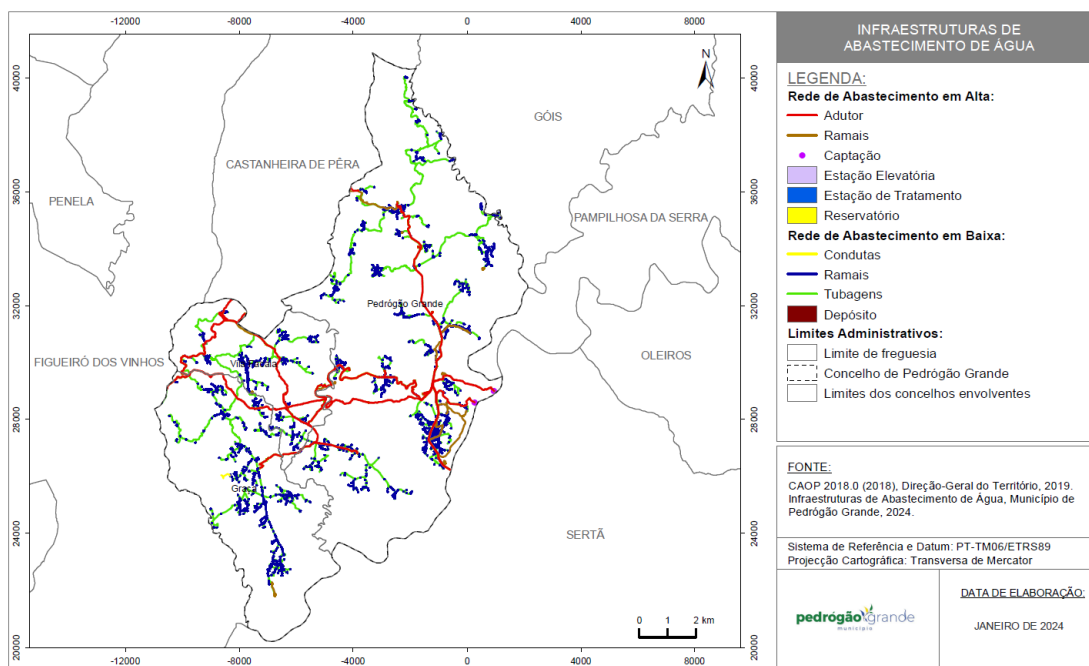 -12000 -8000 -4000 0 4000 8000
40000
36000
32000
28000
24000
20000
40000
36000
32000
28000
24000
20000
N
GÓIS
CASTANHEIRA DE PÊRA
PENELA
PAMPILHOSA DA SERRA
Pedrógão Grande
FIGUEIRÓ DOS VINHOS
OLEIROS
Graça
SERTÃ
0 1 2 km
-12000 -8000 -4000 0 4000 8000
INFRAESTRUTURAS DE
ABASTECIMENTO DE ÁGUA
LEGENDA:
Rede de Abastecimento em Alta:
Adutor
Ramais
Captação
Estação Elevatória
Estação de Tratamento
Reservatório
Rede de Abastecimento em Baixa:
Condutas
Ramais
Tubagens
Depósito
Limites Administrativos:
Limite de freguesia
Concelho de Pedrógão Grande
Limites dos concelhos envolventes
FONTE:
CAOP 2018.0 (2018), Direção-Geral do Território, 2019.
Infraestruturas de Abastecimento de Água, Município de
Pedrógão Grande, 2024.
Sistema de Referência e Datum: PT-TM06/ETRS89
Projecção Cartográfica: Transversa de Mercator
pedrógão grande
município
DATA DE ELABORAÇÃO:
JANEIRO DE 2024